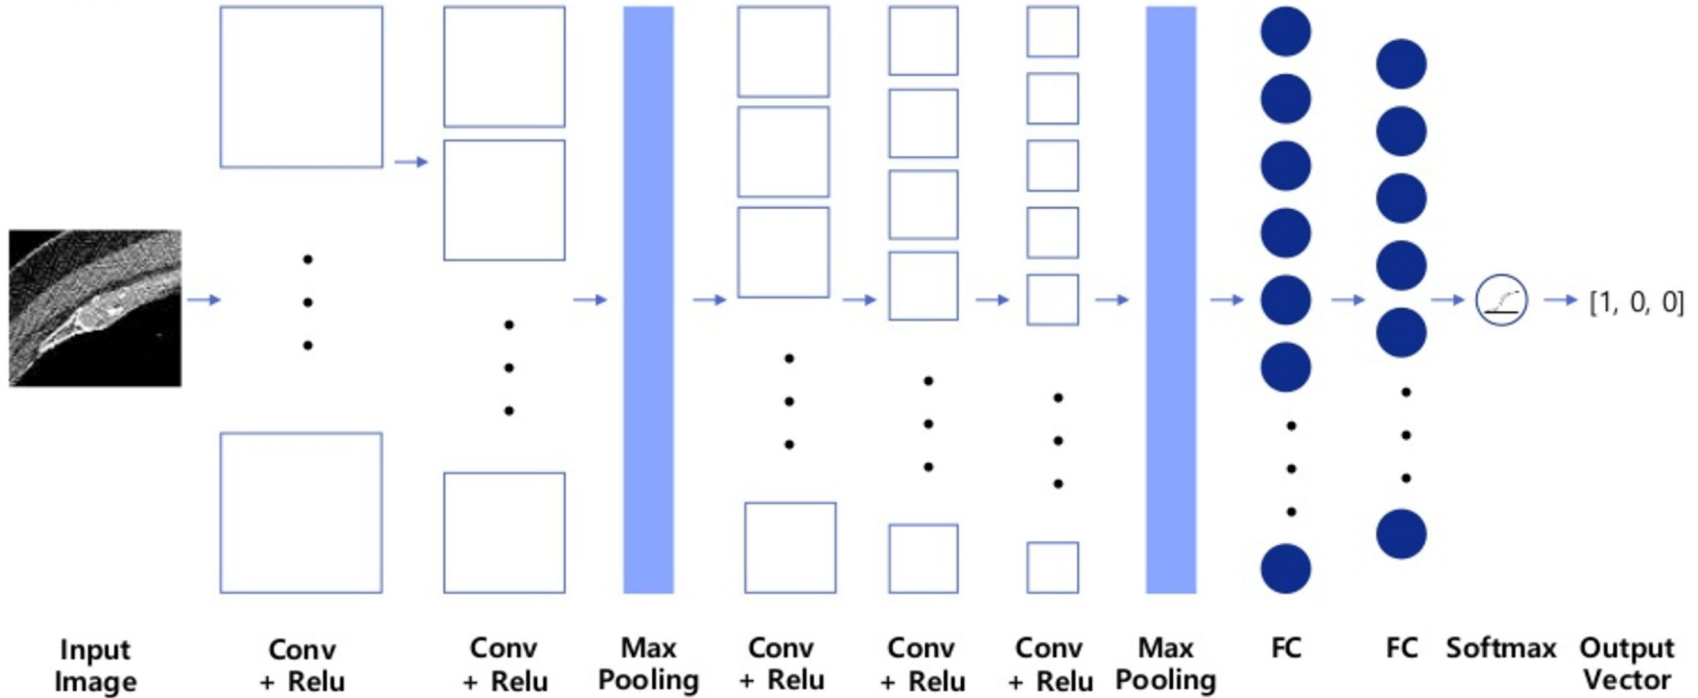 [1, 0, 0]
Input
Image
Conv
+ Relu
Conv
+ Relu
Max
Pooling
Conv
+ Relu
Conv
+ Relu
Conv
+ Relu
Max
Pooling
FC
FC
Softmax
Output
Vector